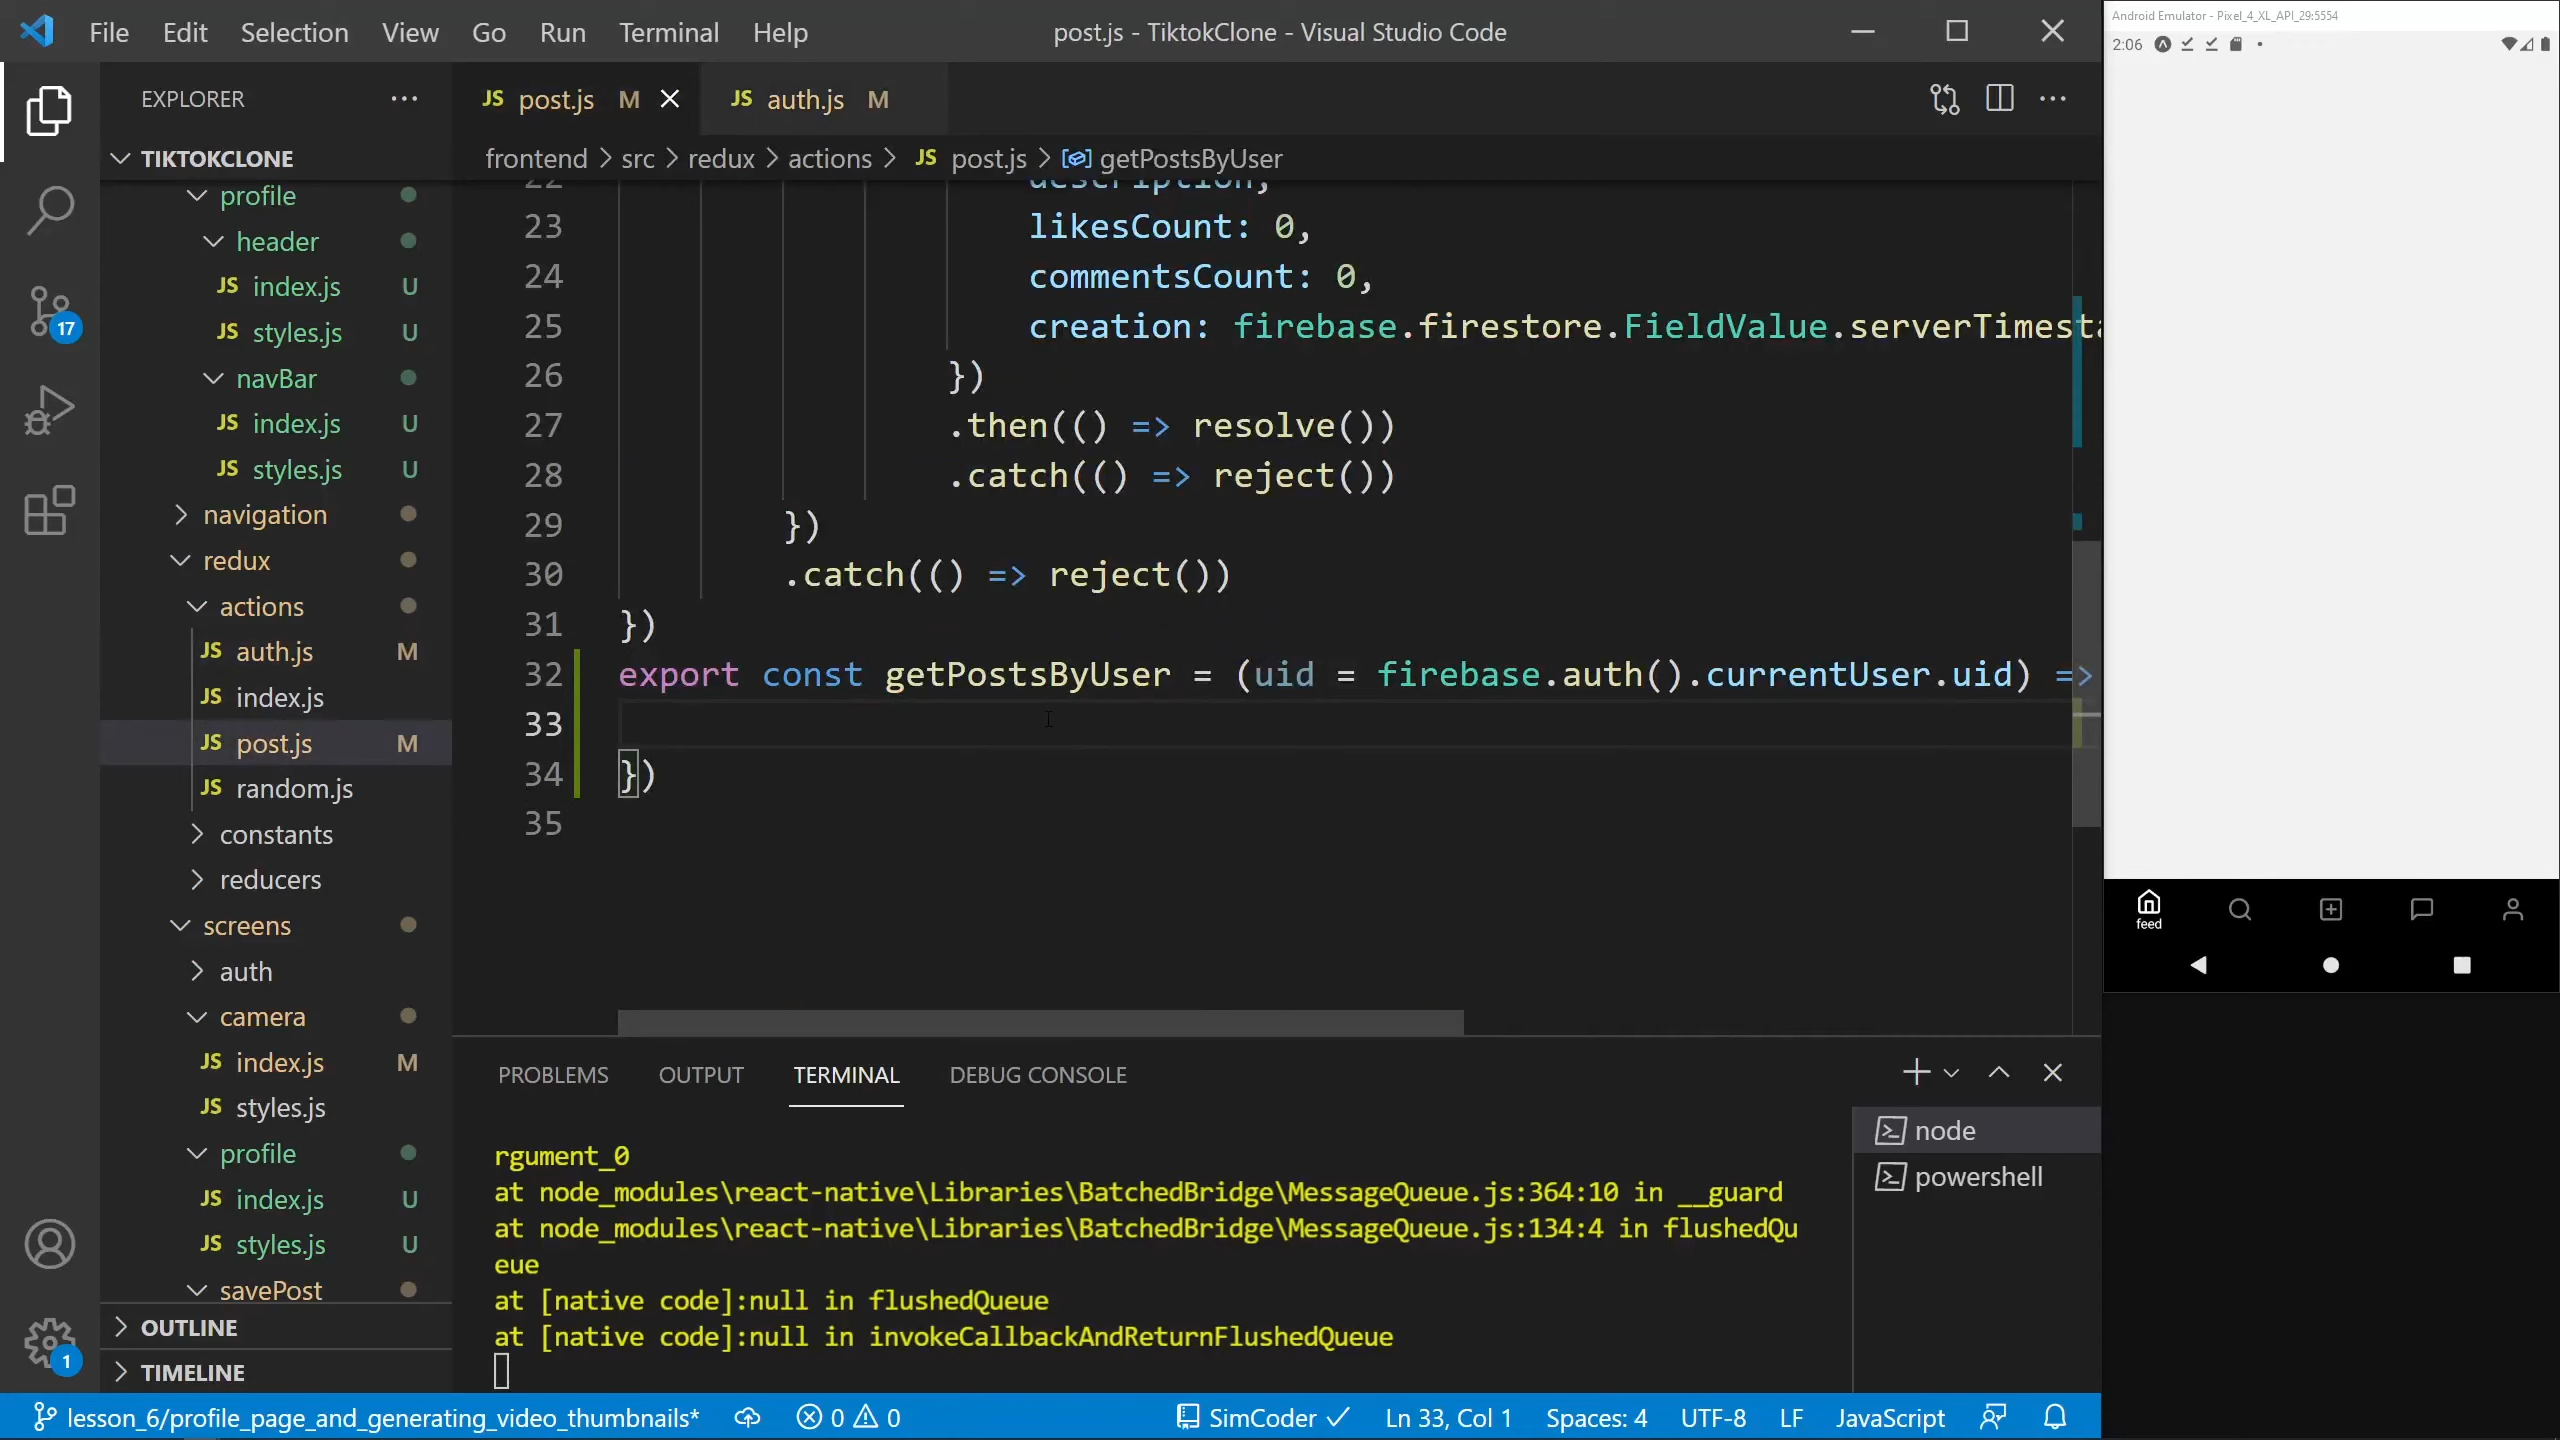 File Edit Selection View Go Run Terminal Help
post.js - TiktokClone - Visual Studio Code
EXPLORER
TIKTOKCLONE
profile
header
JS index.js U
JS styles.js U
navBar
JS index.js U
JS styles.js U
navigation
redux
actions
JS auth.js M
JS index.js
JS post.js M
JS random.js
constants
reducers
screens
auth
camera
JS index.js M
JS styles.js
profile
JS index.js U
JS styles.js U
savePost
OUTLINE
TIMELINE
17
1
JS post.js M
JS auth.js M
frontend > src > redux > actions > JS post.js > getPostsByUser
22 description,
23 likesCount: 0,
24 commentsCount: 0,
25 creation: firebase.firestore.FieldValue.serverTimesta
26 })
27 .then(() => resolve())
28 .catch(() => reject())
29 })
30 .catch(() => reject())
31 })
32 export const getPostsByUser = (uid = firebase.auth().currentUser.uid) =>
33
34 })
35
PROBLEMS OUTPUT TERMINAL DEBUG CONSOLE
rgument_0
at node_modules\react-native\Libraries\BatchedBridge\MessageQueue.js:364:10 in __guard
at node_modules\react-native\Libraries\BatchedBridge\MessageQueue.js:134:4 in flushedQu
eue
at [native code]:null in flushedQueue
at [native code]:null in invokeCallbackAndReturnFlushedQueue
node
powershell
lesson_6/profile_page_and_generating_video_thumbnails* 0 0 SimCoder Ln 33, Col 1 Spaces: 4 UTF-8 LF JavaScript
Android Emulator - Pixel_4_XL_API_29:5554
2:06
feed